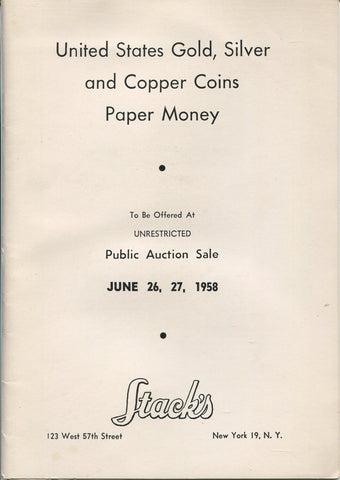 United States Gold, Silver
and Copper Coins
Paper Money
To Be Offered At
UNRESTRICTED
Public Auction Sale
JUNE 26, 27, 1958
Stack's
123 West 57th Street New York 19, N. Y.